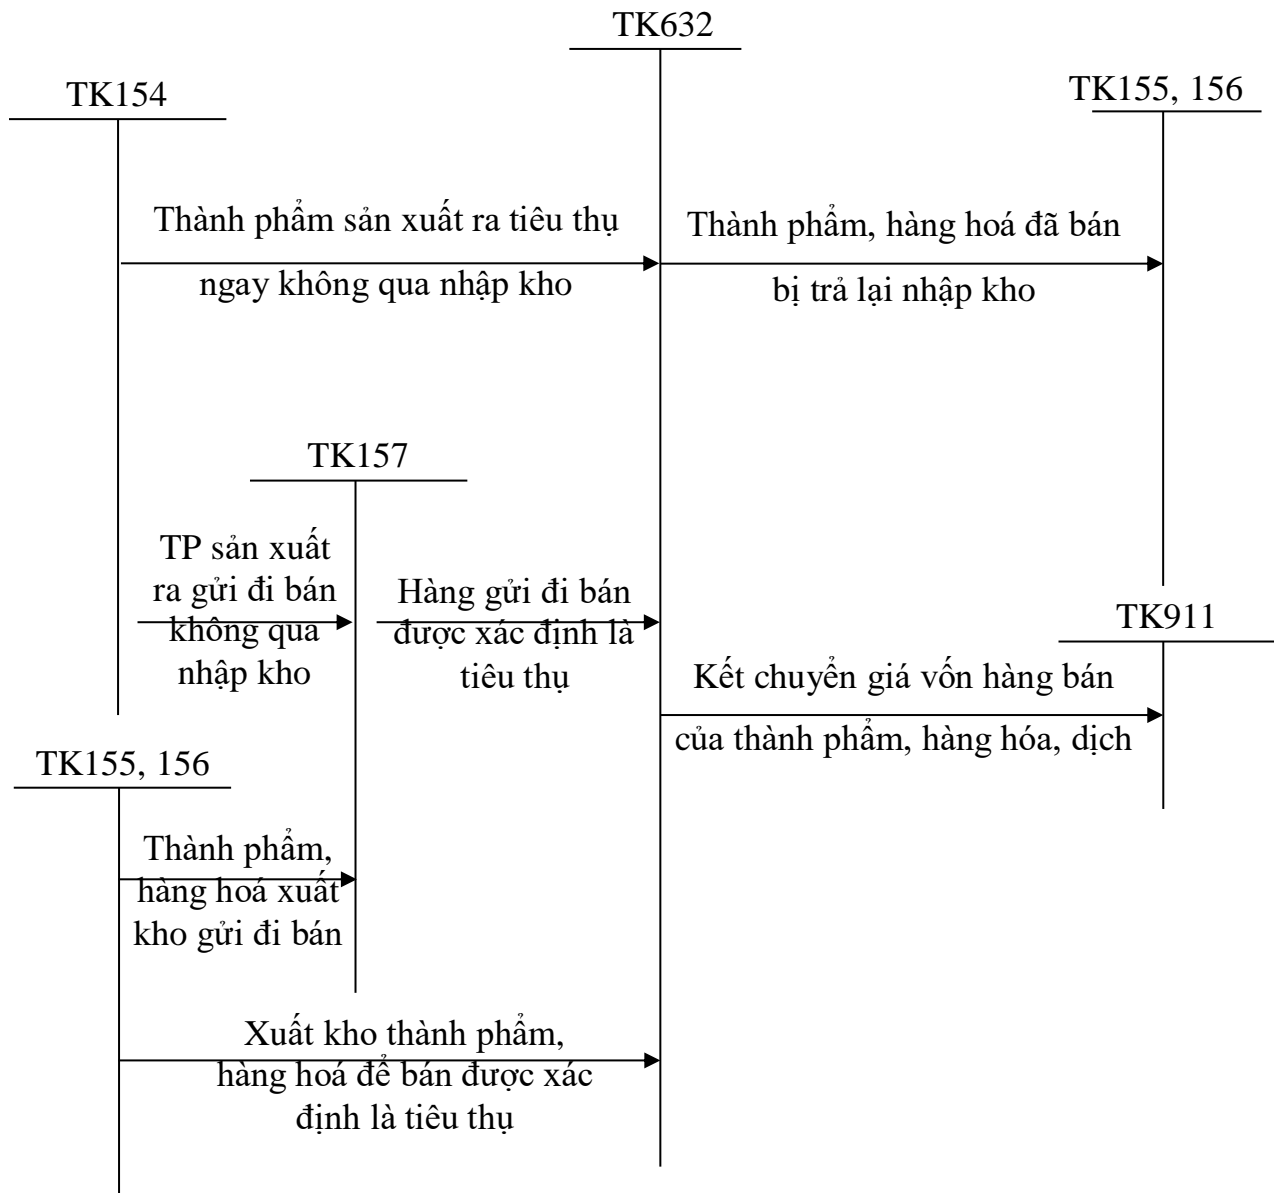 TK632
TK154
TK155, 156
Thành phẩm sản xuất ra tiêu thụ
ngay không qua nhập kho
Thành phẩm, hàng hoá đã bán
bị trả lại nhập kho
TK157
TP sản xuất
ra gửi đi bán
không qua
nhập kho
Hàng gửi đi bán
được xác định là
tiêu thụ
TK911
Kết chuyển giá vốn hàng bán
của thành phẩm, hàng hóa, dịch
TK155, 156
Thành phẩm,
hàng hoá xuất
kho gửi đi bán
Xuất kho thành phẩm,
hàng hoá để bán được xác
định là tiêu thụ